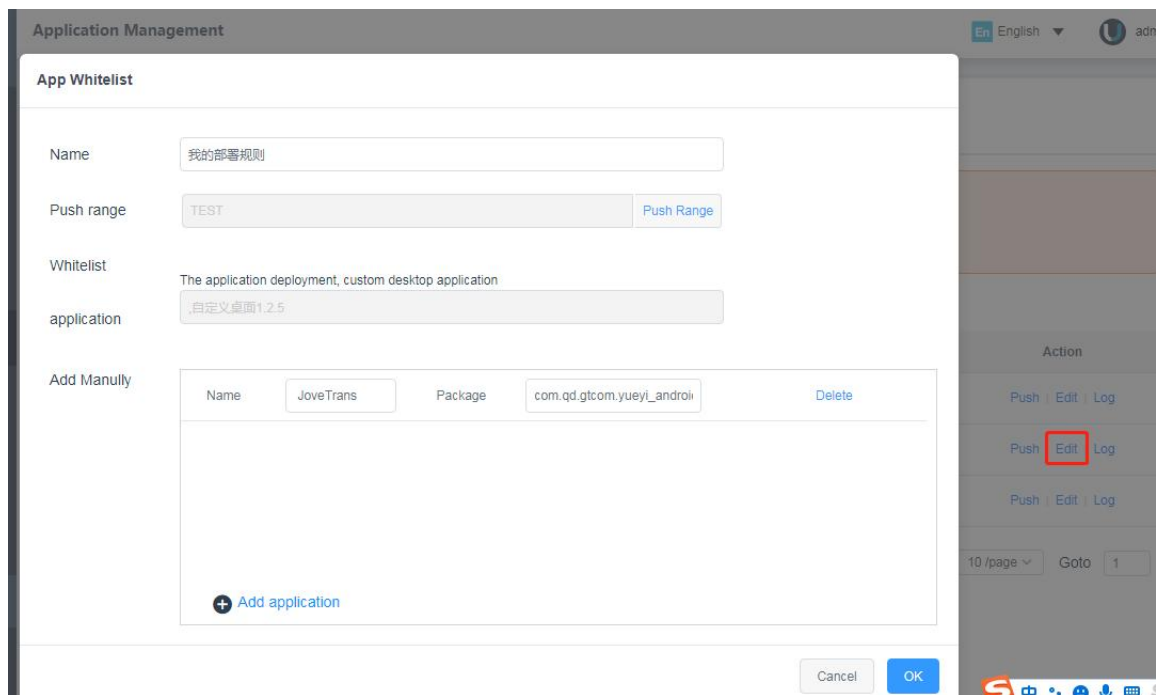 Application Management
En English
adm
App Whitelist
Name
我的部署规则
Push range
TEST
Push Range
Whitelist
application
The application deployment, custom desktop application
,自定义桌面1.2.5
Add Manully
Name
JoveTrans
Package
com.qd.gtcom.yueyi_androi
Delete
Add application
Cancel
OK
Action
Push | Edit | Log
Push | Edit | Log
Push | Edit | Log
10 /page
Goto
1
S 中